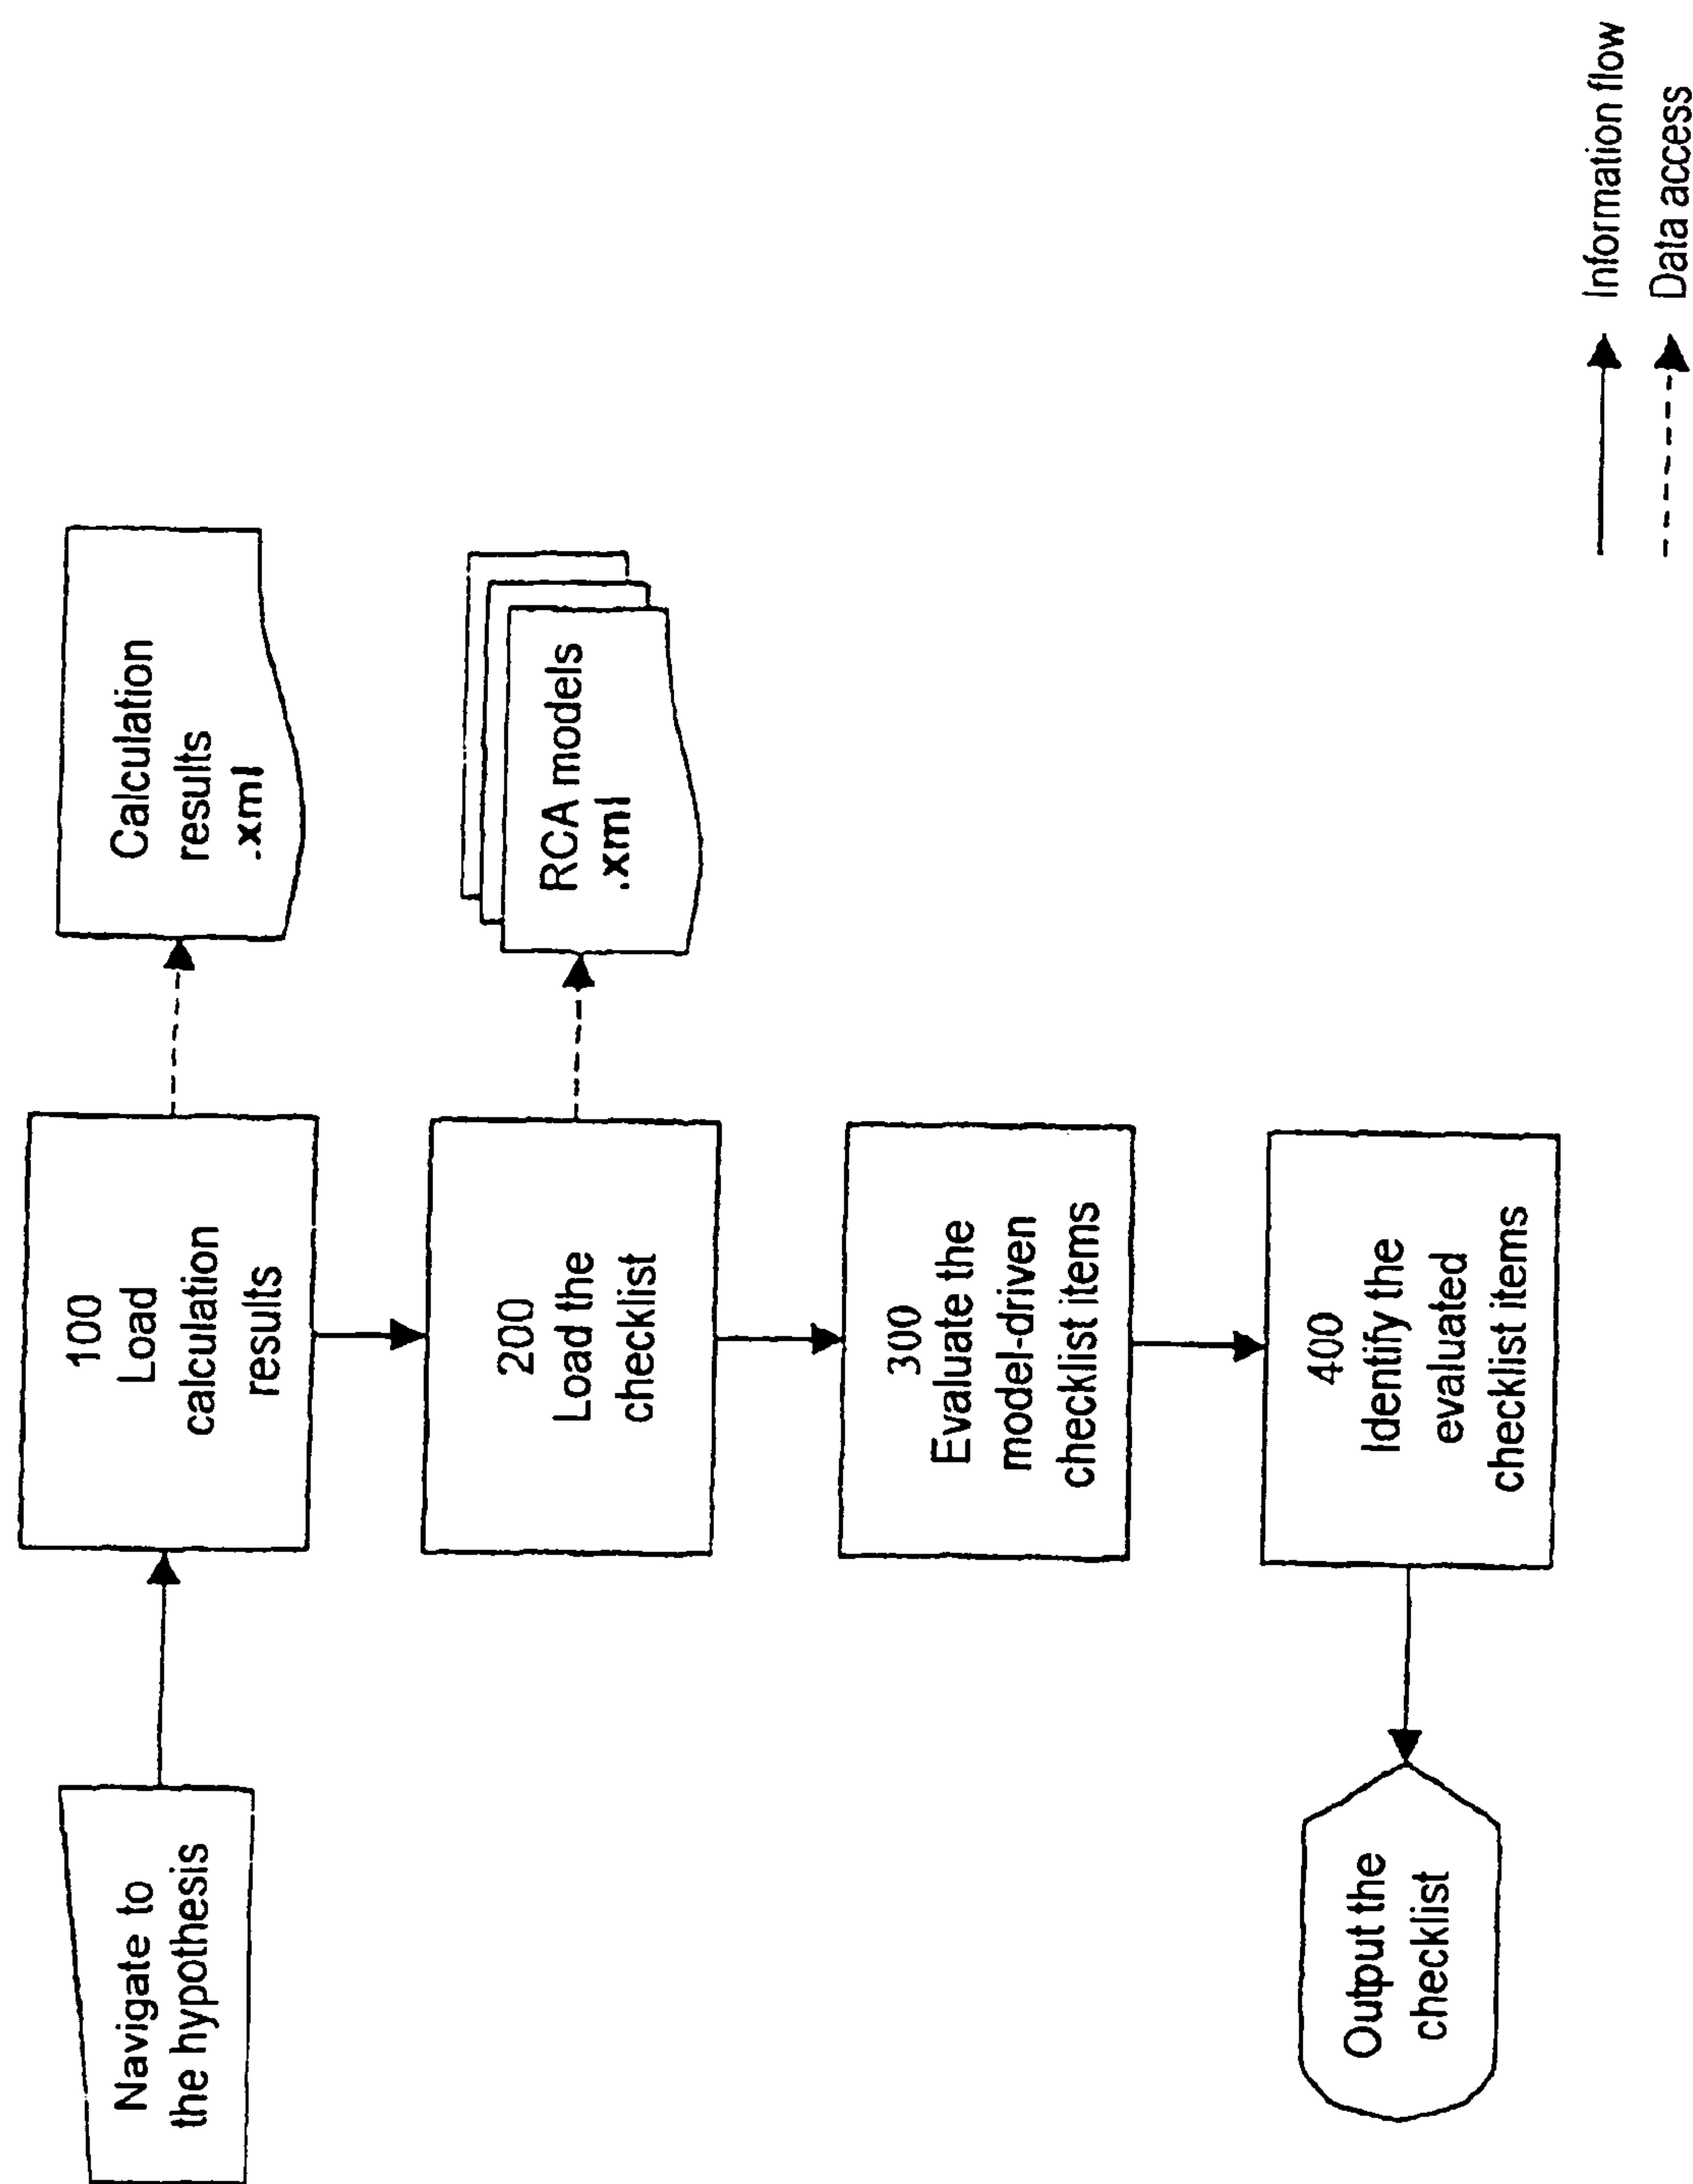 Navigate to
the hypothesis
100
Load
calculation
results
Calculation
results
.xml
200
Load the
checklist
RCA models
.xml
300
Evaluate the
model-driven
checklist items
400
Identify the
evaluated
checklist items
Output the
checklist
Information flow
Data access